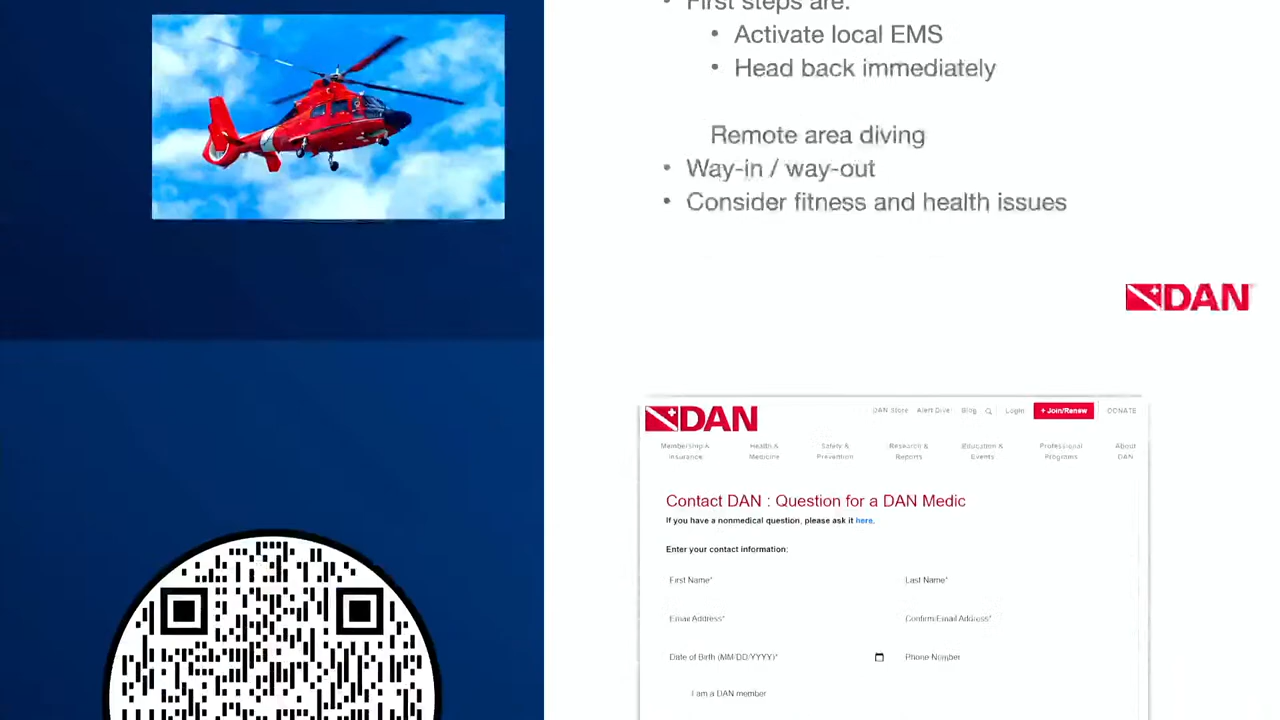 First steps are:
• Activate local EMS
• Head back immediately
Remote area diving
• Way-in / way-out
• Consider fitness and health issues
DAN
DAN
DAN Store Alert Diver Blog Login + Join/Renew DONATE
Membership & Insurance
Health & Medicine
Safety & Prevention
Research & Reports
Education & Events
Professional Programs
About DAN
Contact DAN : Question for a DAN Medic
If you have a nonmedical question, please ask it here.
Enter your contact information:
First Name* Last Name*
Email Address* Confirm Email Address*
Date of Birth (MM/DD/YYYY)* Phone Number
I am a DAN member